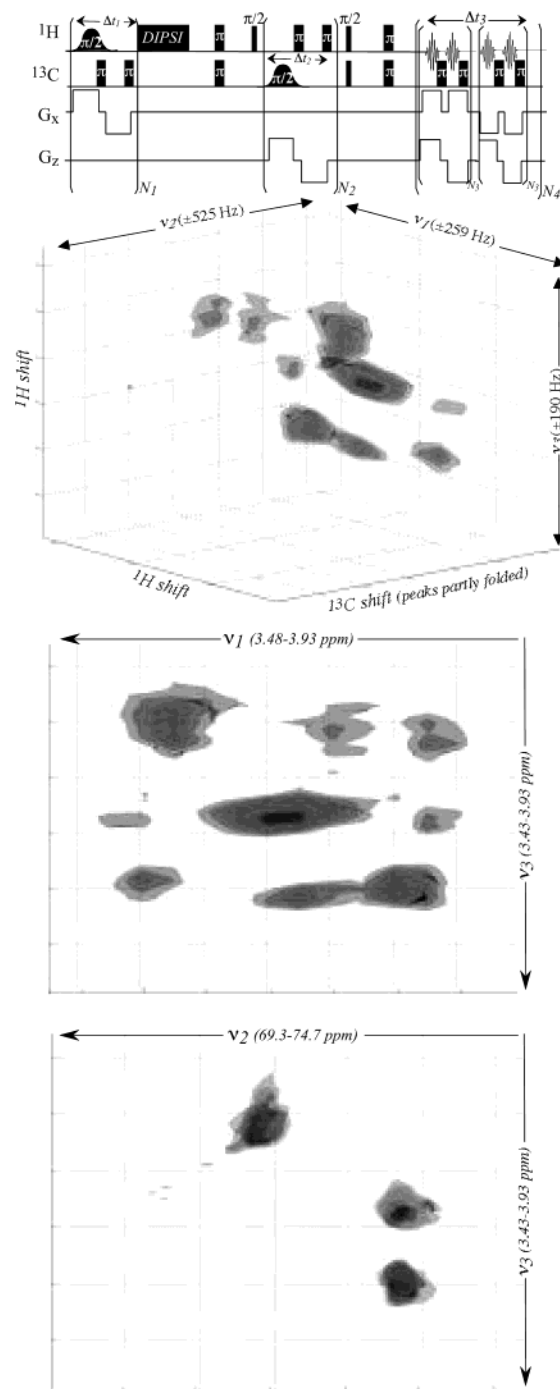 Δt₁ π/2 π/2 Δt₃
¹H π/2 DIPSI π π π π
¹³C π π π π/2 Δt₂ π π π π π π
Gx
Gz
N₁ N₂ N₃ N₃ N₄
ν₂(±525 Hz)
ν₁(±259 Hz)
¹H shift
ν₃(±190 Hz)
¹H shift
¹³C shift (peaks partly folded)
ν₁ (3.48-3.93 ppm)
ν₃ (3.43-3.93 ppm)
ν₂ (69.3-74.7 ppm)
ν₃ (3.43-3.93 ppm)